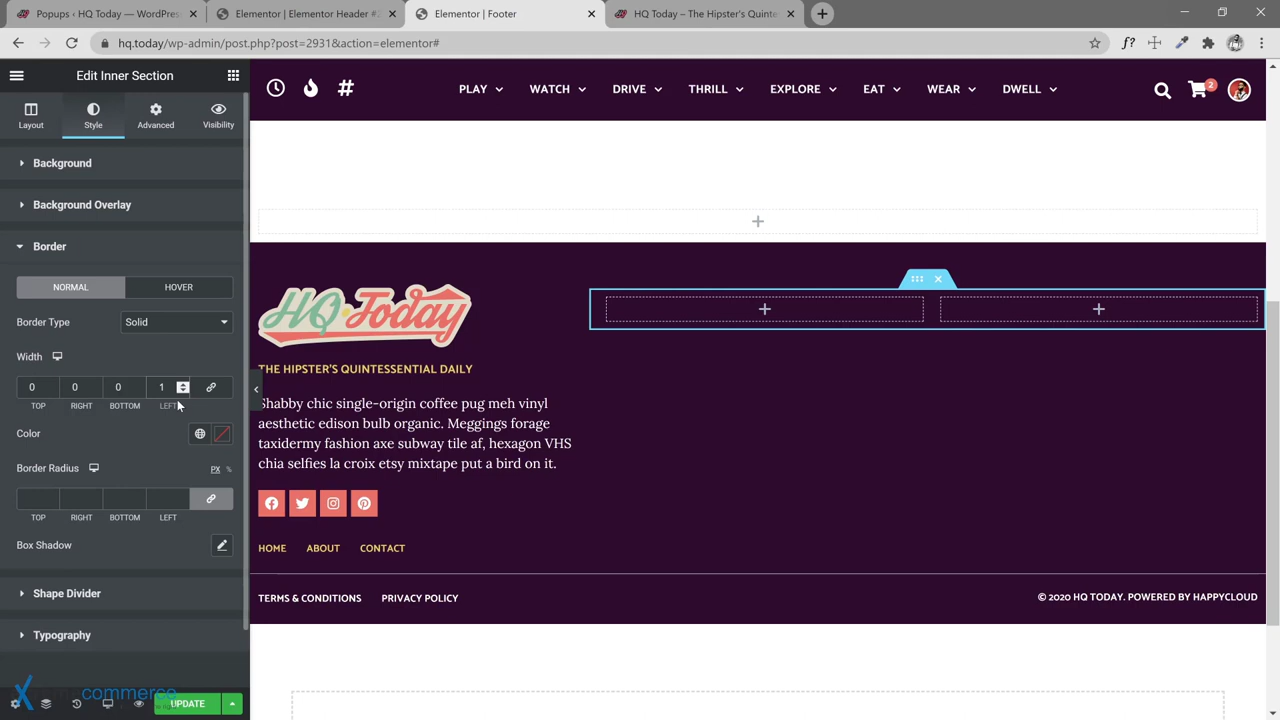 Popups ‹ HQ Today — WordPres
Elementor | Elementor Header #2
Elementor | Footer
HQ Today – The Hipster's Quinte
hq.today/wp-admin/post.php?post=2931&action=elementor#
f?
Edit Inner Section
Layout
Style
Advanced
Visibility
PLAY
WATCH
DRIVE
THRILL
EXPLORE
EAT
WEAR
DWELL
2
Background
Background Overlay
Border
NORMAL
HOVER
Border Type
Solid
Width
0
0
0
1
TOP
RIGHT
BOTTOM
LEFT
Color
Border Radius
PX
%
TOP
RIGHT
BOTTOM
LEFT
Box Shadow
Shape Divider
Typography
commerce
UPDATE
HQ Today
THE HIPSTER'S QUINTESSENTIAL DAILY
Shabby chic single-origin coffee pug meh vinyl
aesthetic edison bulb organic. Meggings forage
taxidermy fashion axe subway tile af, hexagon VHS
chia selfies la croix etsy mixtape put a bird on it.
HOME
ABOUT
CONTACT
TERMS & CONDITIONS
PRIVACY POLICY
© 2020 HQ TODAY. POWERED BY HAPPYCLOUD